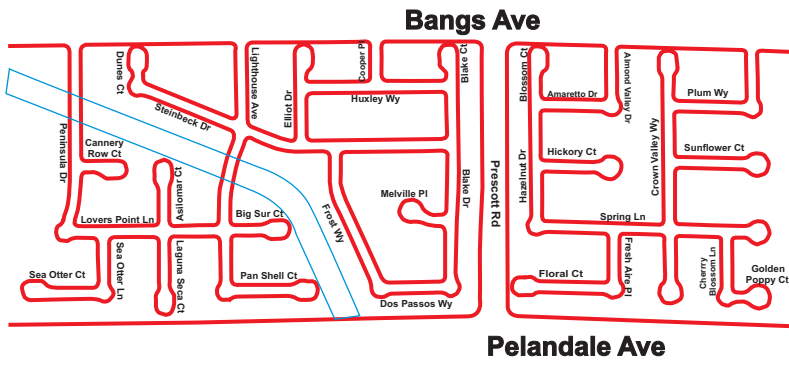 Bangs Ave
Dunes Ct
Lighthouse Ave
Cooper Pl
Blake Ct
Blossom Ct
Almond Valley Dr
Elliot Dr
Huxley Wy
Amaretto Dr
Plum Wy
Steinbeck Dr
Peninsula Dr
Cannery
Row Ct
Hickory Ct
Crown Valley Wy
Sunflower Ct
Asilomar Ct
Melville Pl
Blake Dr
Prescott Rd
Hazelnut Dr
Lovers Point Ln
Big Sur Ct
Frost Wy
Spring Ln
Sea Otter Ct
Sea Otter Ln
Laguna Seca Ct
Pan Shell Ct
Dos Passos Wy
Floral Ct
Fresh Aire Pl
Cherry
Blossom Ln
Golden
Poppy Ct
Pelandale Ave